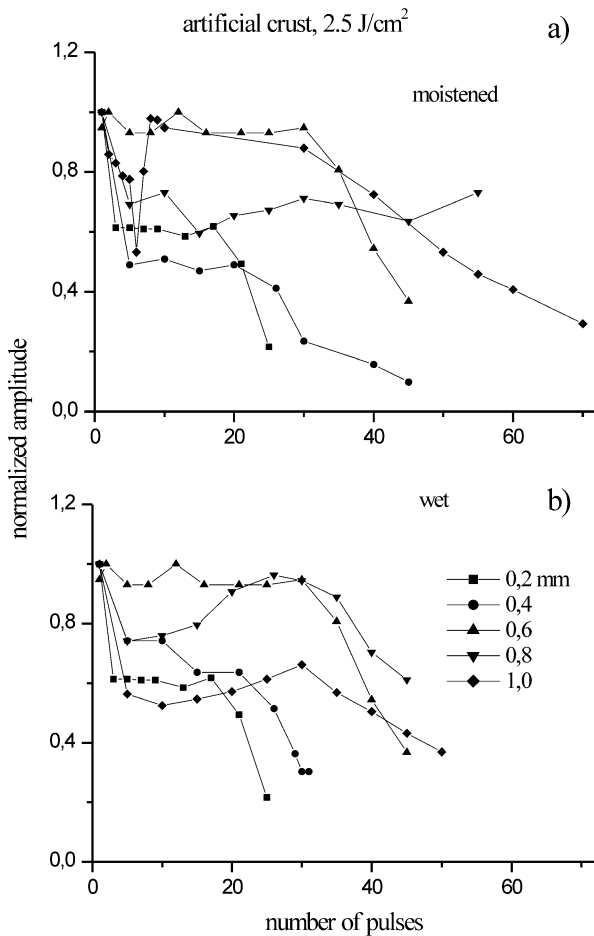 artificial crust, 2.5 J/cm²
a)
moistened
1,2
0,8
0,4
0,0
0
20
40
60
normalized amplitude
wet
b)
1,2
0,8
0,4
0,0
0,2 mm
0,4
0,6
0,8
1,0
0
20
40
60
number of pulses